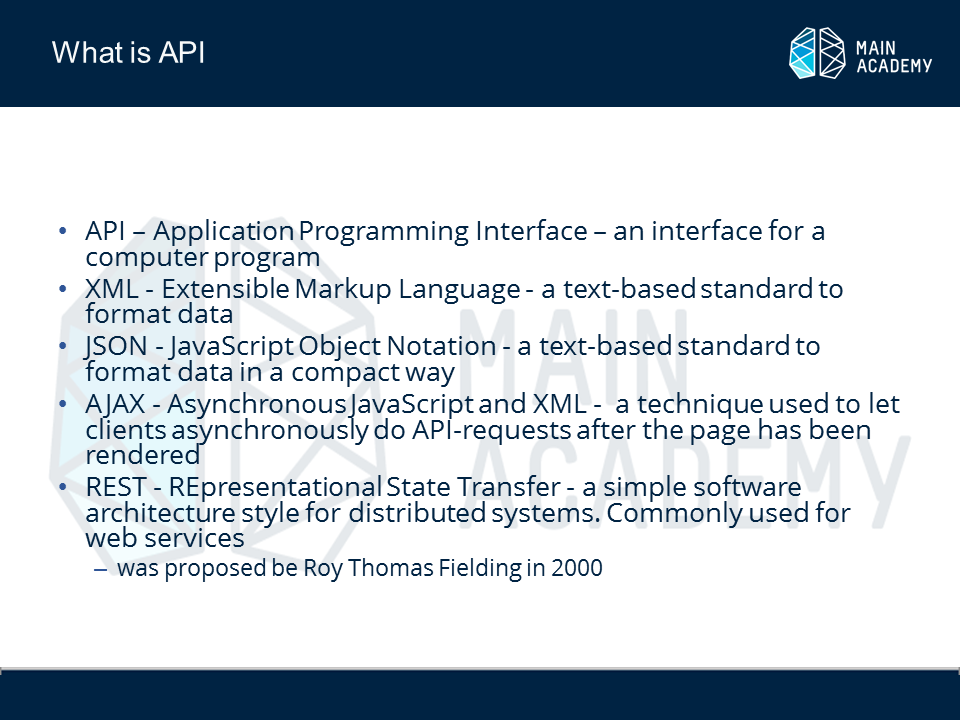 What is API
MAIN
ACADEMY
• API – Application Programming Interface – an interface for a
computer program
• XML - Extensible Markup Language - a text-based standard to
format data
• JSON - JavaScript Object Notation - a text-based standard to
format data in a compact way
• AJAX - Asynchronous JavaScript and XML -  a technique used to let
clients asynchronously do API-requests after the page has been
rendered
• REST - REpresentational State Transfer - a simple software
architecture style for distributed systems. Commonly used for
web services
– was proposed be Roy Thomas Fielding in 2000
MAIN
ACADEMY